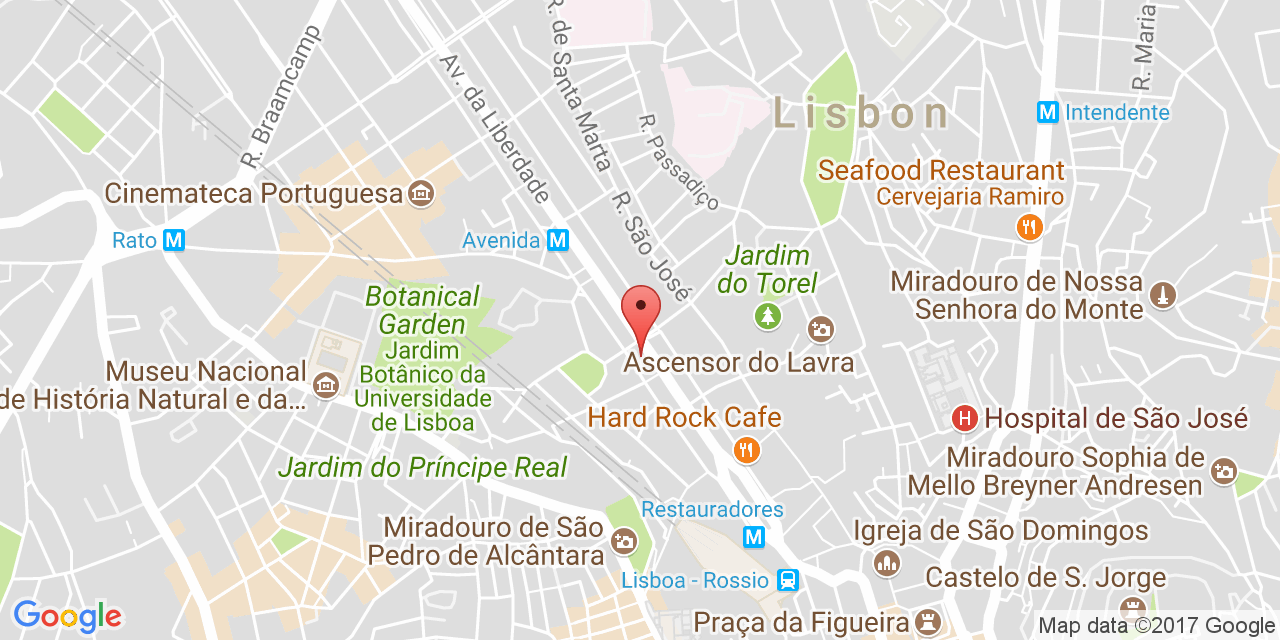 R. Braamcamp
Av. da Liberdade
R. de Santa Marta
R. Passadiço
R. São José
R. Maria
Lisbon
M Intendente
Seafood Restaurant
Cervejaria Ramiro
Cinemateca Portuguesa
Rato M
Avenida M
Jardim
do Torel
Miradouro de Nossa
Senhora do Monte
Botanical
Garden
Jardim
Botânico da
Universidade
de Lisboa
Museu Nacional
de História Natural e da...
Ascensor do Lavra
Hard Rock Cafe
H Hospital de São José
Jardim do Príncipe Real
Miradouro Sophia de
Mello Breyner Andresen
Restauradores
M
Miradouro de São
Pedro de Alcântara
Igreja de São Domingos
Lisboa - Rossio
Castelo de S. Jorge
Praça da Figueira
Google
Map data ©2017 Google